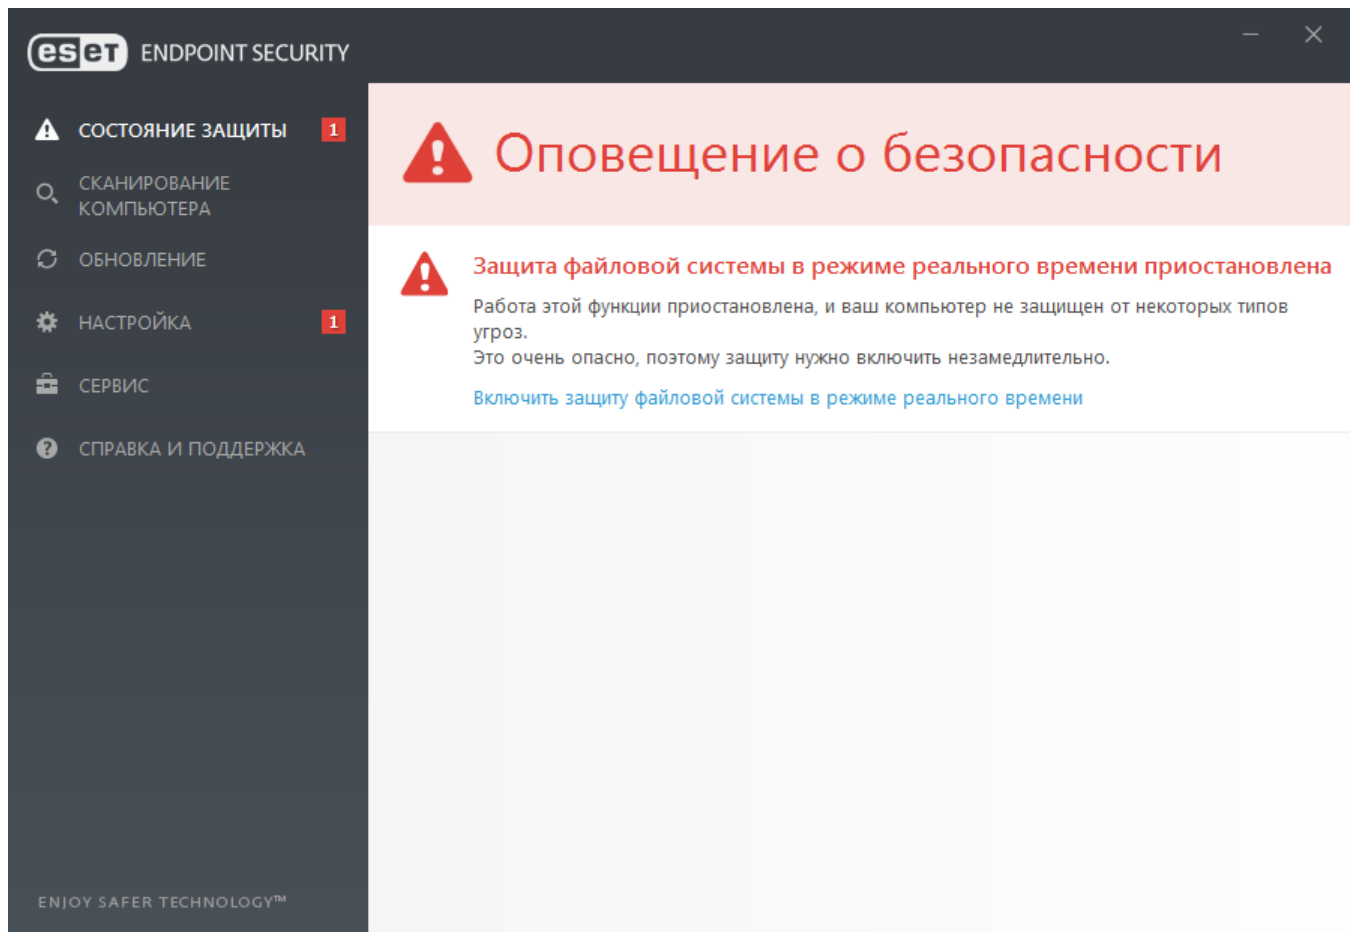 eset ENDPOINT SECURITY
СОСТОЯНИЕ ЗАЩИТЫ 1
СКАНИРОВАНИЕ
КОМПЬЮТЕРА
ОБНОВЛЕНИЕ
НАСТРОЙКА 1
СЕРВИС
СПРАВКА И ПОДДЕРЖКА
ENJOY SAFER TECHNOLOGY™
Оповещение о безопасности
Защита файловой системы в режиме реального времени приостановлена
Работа этой функции приостановлена, и ваш компьютер не защищен от некоторых типов
угроз.
Это очень опасно, поэтому защиту нужно включить незамедлительно.
Включить защиту файловой системы в режиме реального времени